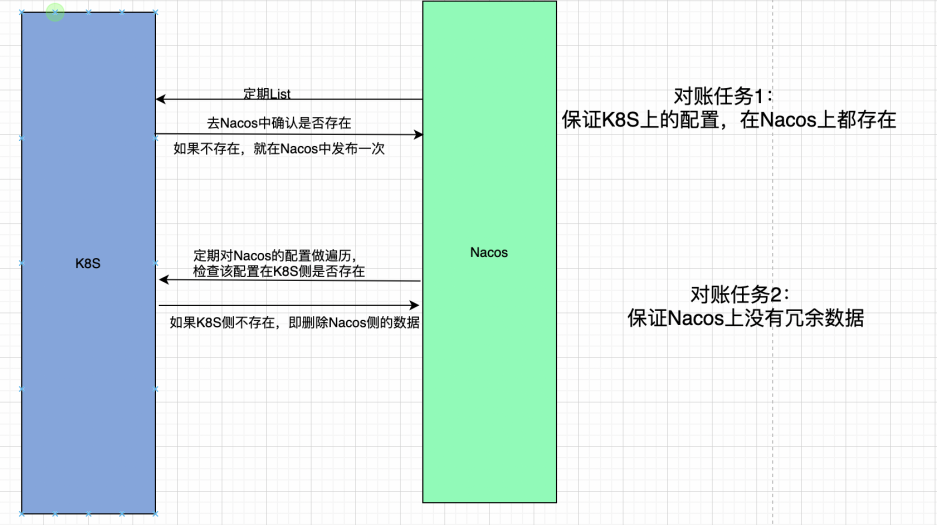 定期List
去Nacos中确认是否存在
如果不存在，就在Nacos中发布一次
对账任务1：
保证K8S上的配置，在Nacos上都存在
K8S
Nacos
定期对Nacos的配置做遍历，
检查该配置在K8S侧是否存在
如果K8S侧不存在，即删除Nacos侧的数据
对账任务2：
保证Nacos上没有冗余数据